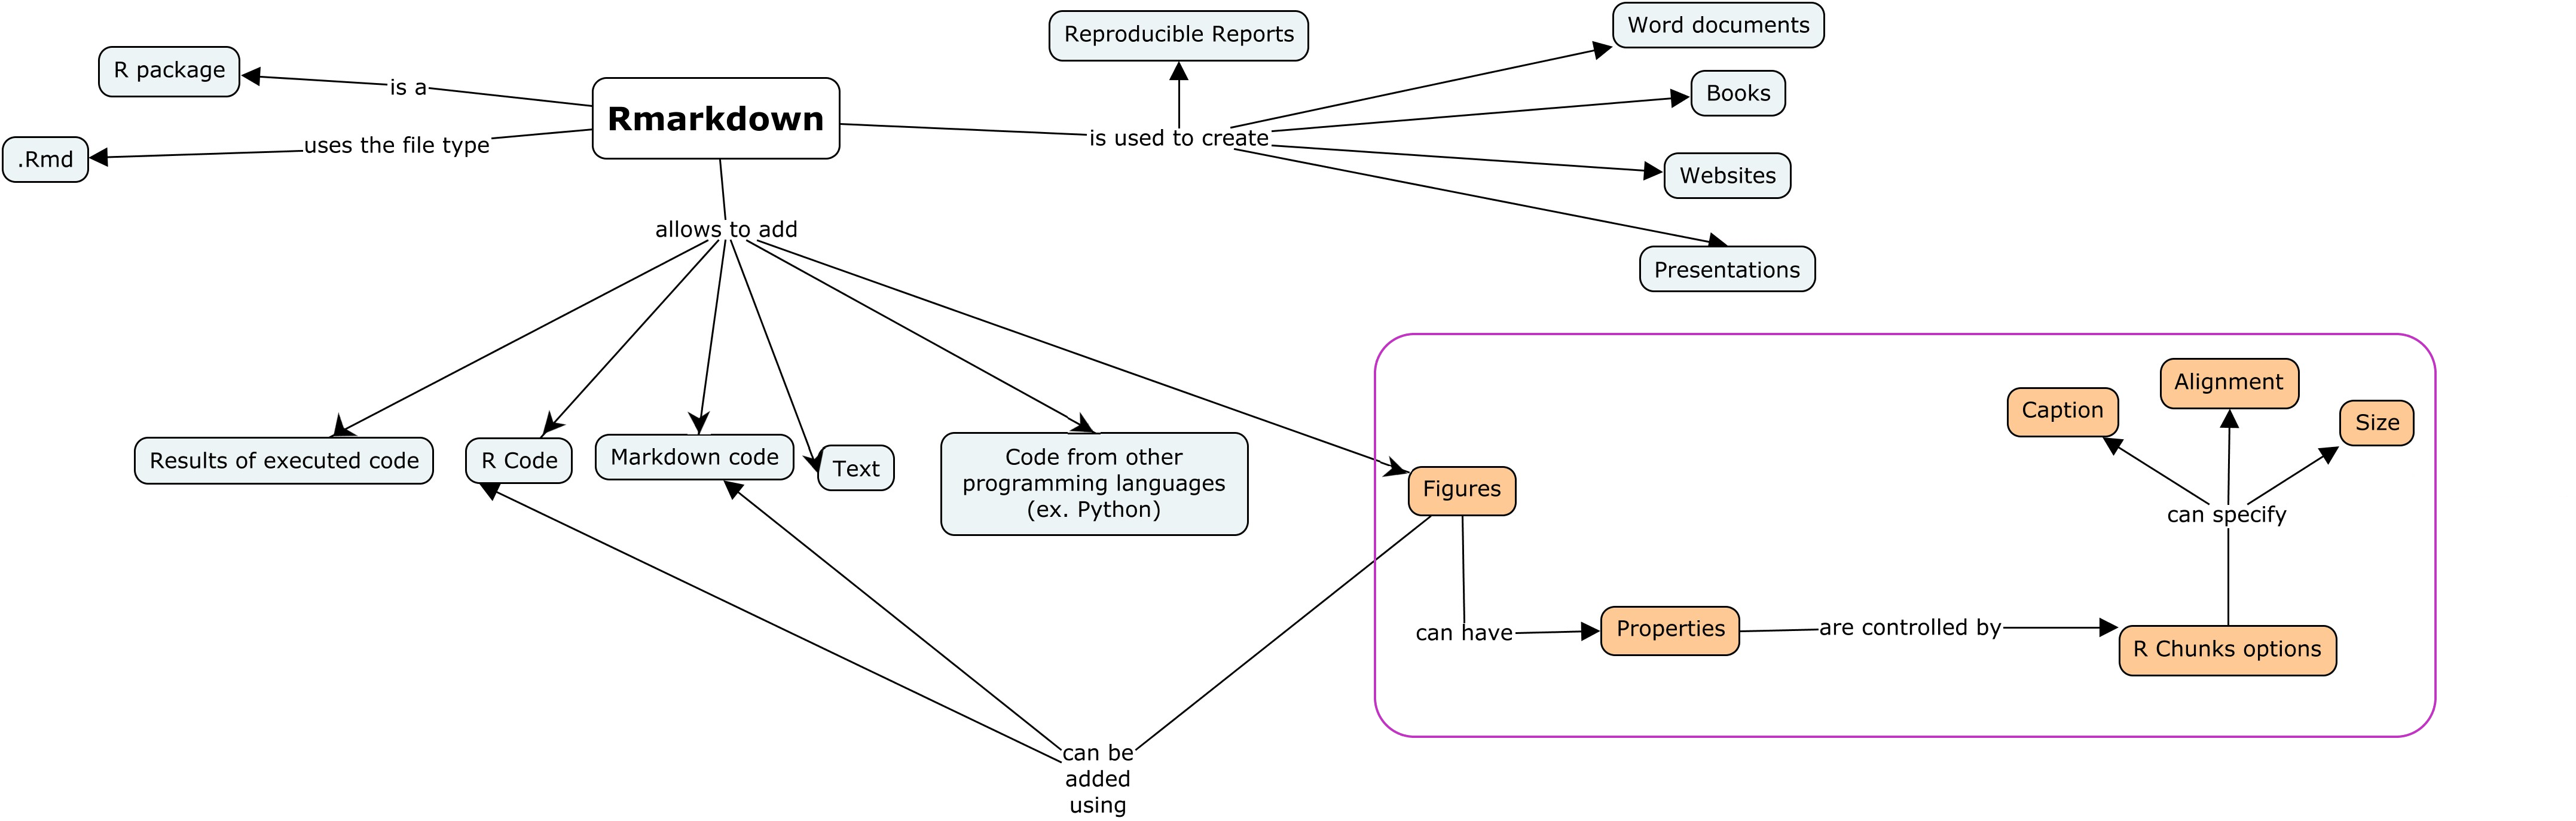 Reproducible Reports
Word documents
R package
is a
Rmarkdown
Books
.Rmd
uses the file type
is used to create
Websites
allows to add
Presentations
Results of executed code
R Code
Markdown code
Text
Code from other
programming languages
(ex. Python)
Figures
Caption
Alignment
Size
can specify
can have
Properties
are controlled by
R Chunks options
can be
added
using